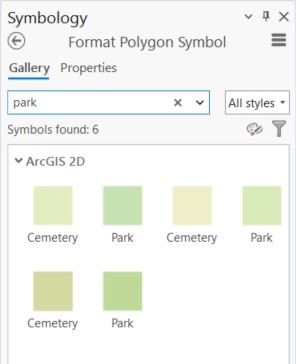 Symbology
Format Polygon Symbol
Gallery Properties
park
All styles
Symbols found: 6
ArcGIS 2D
Cemetery Park Cemetery Park
Cemetery Park